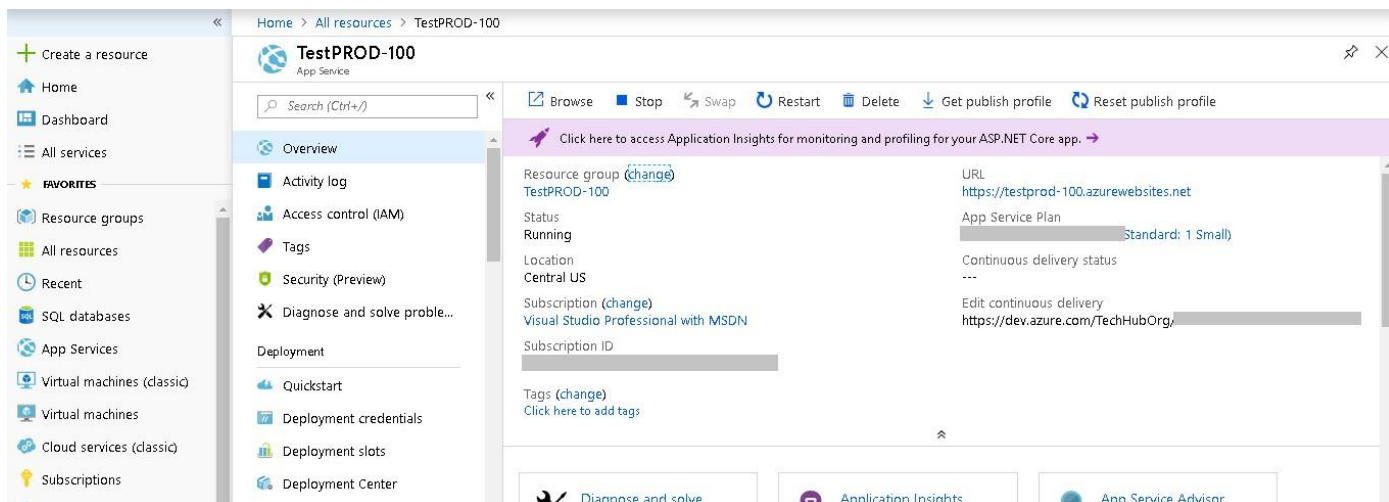 «
Create a resource
Home
Dashboard
All services
FAVORITES
Resource groups
All resources
Recent
SQL databases
App Services
Virtual machines (classic)
Virtual machines
Cloud services (classic)
Subscriptions
Home > All resources > TestPROD-100
TestPROD-100
App Service
Search (Ctrl+/)
«
Overview
Activity log
Access control (IAM)
Tags
Security (Preview)
Diagnose and solve proble...
Deployment
Quickstart
Deployment credentials
Deployment slots
Deployment Center
Browse Stop Swap Restart Delete Get publish profile Reset publish profile
Click here to access Application Insights for monitoring and profiling for your ASP.NET Core app. →
Resource group (change)
TestPROD-100
Status
Running
Location
Central US
Subscription (change)
Visual Studio Professional with MSDN
Subscription ID
Tags (change)
Click here to add tags
URL
https://testprod-100.azurewebsites.net
App Service Plan
Standard: 1 Small)
Continuous delivery status
---
Edit continuous delivery
https://dev.azure.com/TechHubOrg/
Diagnose and solve
Application Insights
App Service Advisor